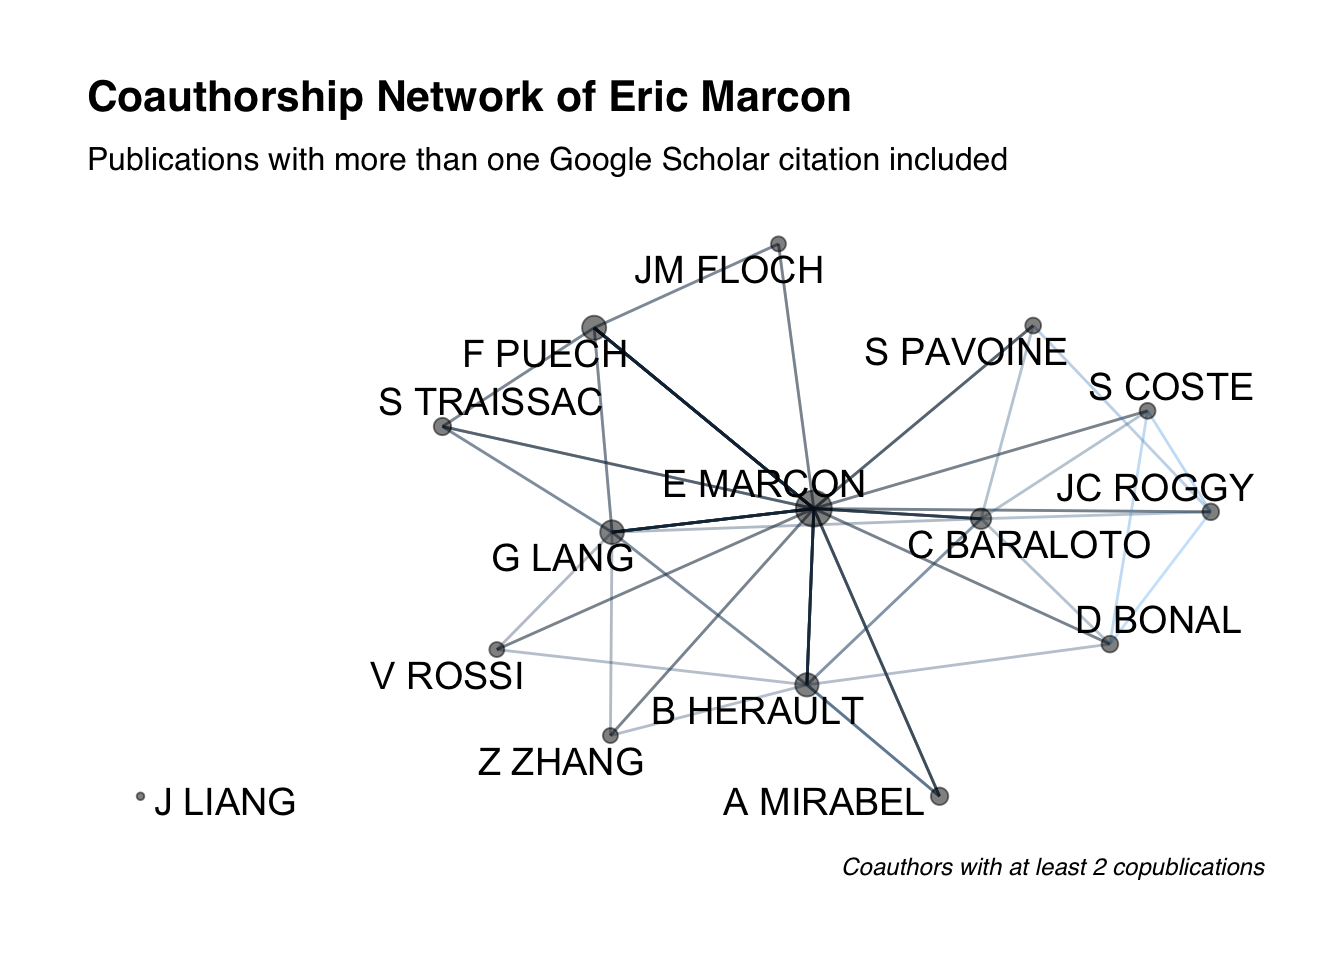 Coauthorship Network of Eric Marcon
Publications with more than one Google Scholar citation included
JM FLOCH
F PUECH
S PAVOINE
S COSTE
S TRAISSAC
E MARCON
JC ROGGY
C BARALOTO
G LANG
D BONAL
V ROSSI
B HERAULT
Z ZHANG
J LIANG
A MIRABEL
Coauthors with at least 2 copublications